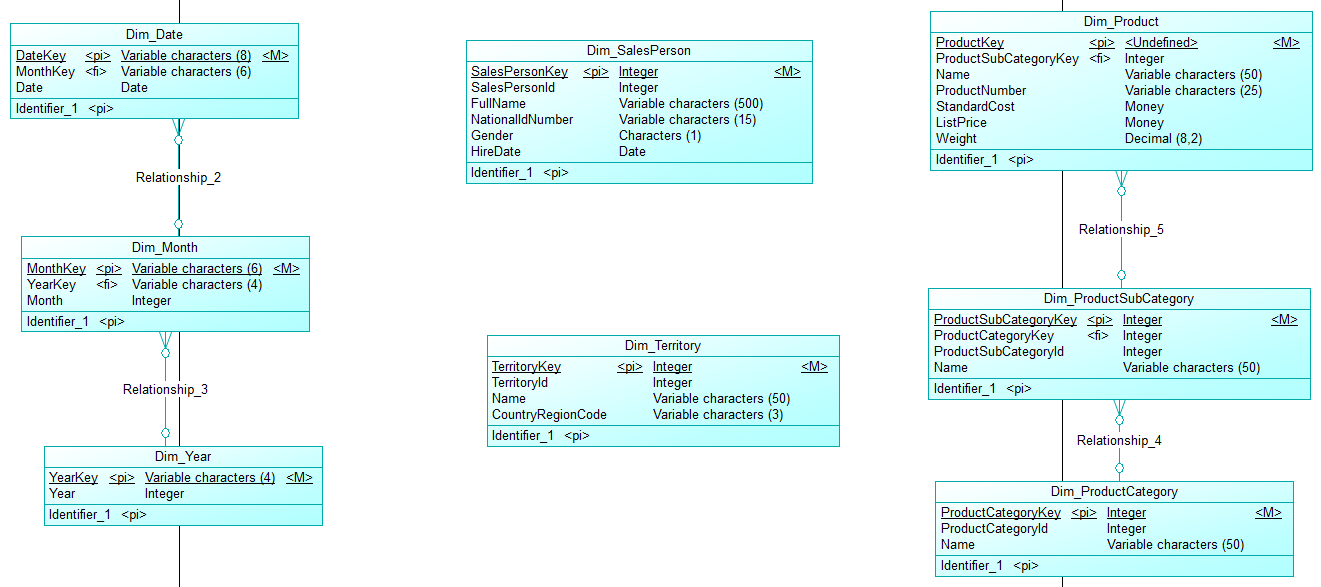 Dim_Date
DateKey <pi> Variable characters (8) <M>
MonthKey <fi> Variable characters (6)
Date Date
Identifier_1 <pi>
Relationship_2
Dim_Month
MonthKey <pi> Variable characters (6) <M>
YearKey <fi> Variable characters (4)
Month Integer
Identifier_1 <pi>
Relationship_3
Dim_Year
YearKey <pi> Variable characters (4) <M>
Year Integer
Identifier_1 <pi>
Dim_SalesPerson
SalesPersonKey <pi> Integer <M>
SalesPersonId Integer
FullName Variable characters (500)
NationalIdNumber Variable characters (15)
Gender Characters (1)
HireDate Date
Identifier_1 <pi>
Dim_Territory
TerritoryKey <pi> Integer <M>
TerritoryId Integer
Name Variable characters (50)
CountryRegionCode Variable characters (3)
Identifier_1 <pi>
Dim_Product
ProductKey <pi> <Undefined> <M>
ProductSubCategoryKey <fi> Integer
Name Variable characters (50)
ProductNumber Variable characters (25)
StandardCost Money
ListPrice Money
Weight Decimal (8,2)
Identifier_1 <pi>
Relationship_5
Dim_ProductSubCategory
ProductSubCategoryKey <pi> Integer <M>
ProductCategoryKey <fi> Integer
ProductSubCategoryId Integer
Name Variable characters (50)
Identifier_1 <pi>
Relationship_4
Dim_ProductCategory
ProductCategoryKey <pi> Integer <M>
ProductCategoryId Integer
Name Variable characters (50)
Identifier_1 <pi>